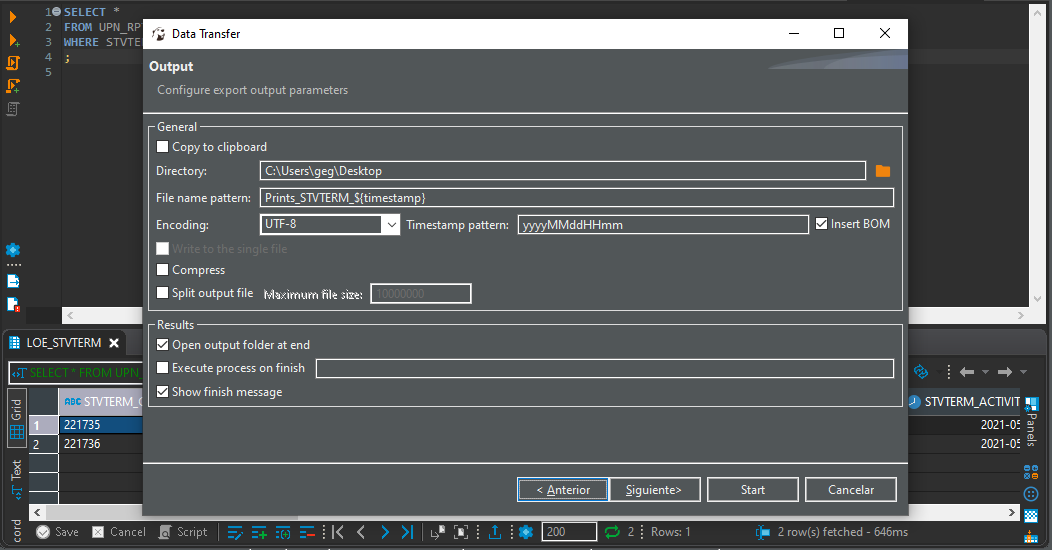 1 SELECT *
2 FROM UPN_RP
3 WHERE STVTE
4 ;
5
Data Transfer
Output
Configure export output parameters
General
Copy to clipboard
Directory: C:\Users\geg\Desktop
File name pattern: Prints_STVTERM_${timestamp}
Encoding: UTF-8 Timestamp pattern: yyyyMMddHHmm Insert BOM
Write to the single file
Compress
Split output file Maximum file size: 10000000
Results
Open output folder at end
Execute process on finish
Show finish message
< Anterior Siguiente> Start Cancelar
LOE_STVTERM
SELECT * FROM UPN
Grid
Text
cord
ABC STVTERM_C STVTERM_ACTIVIT
1 221735 2021-05
2 221736 2021-05
Panels
Save Cancel Script 200 2 Rows: 1 2 row(s) fetched - 646ms